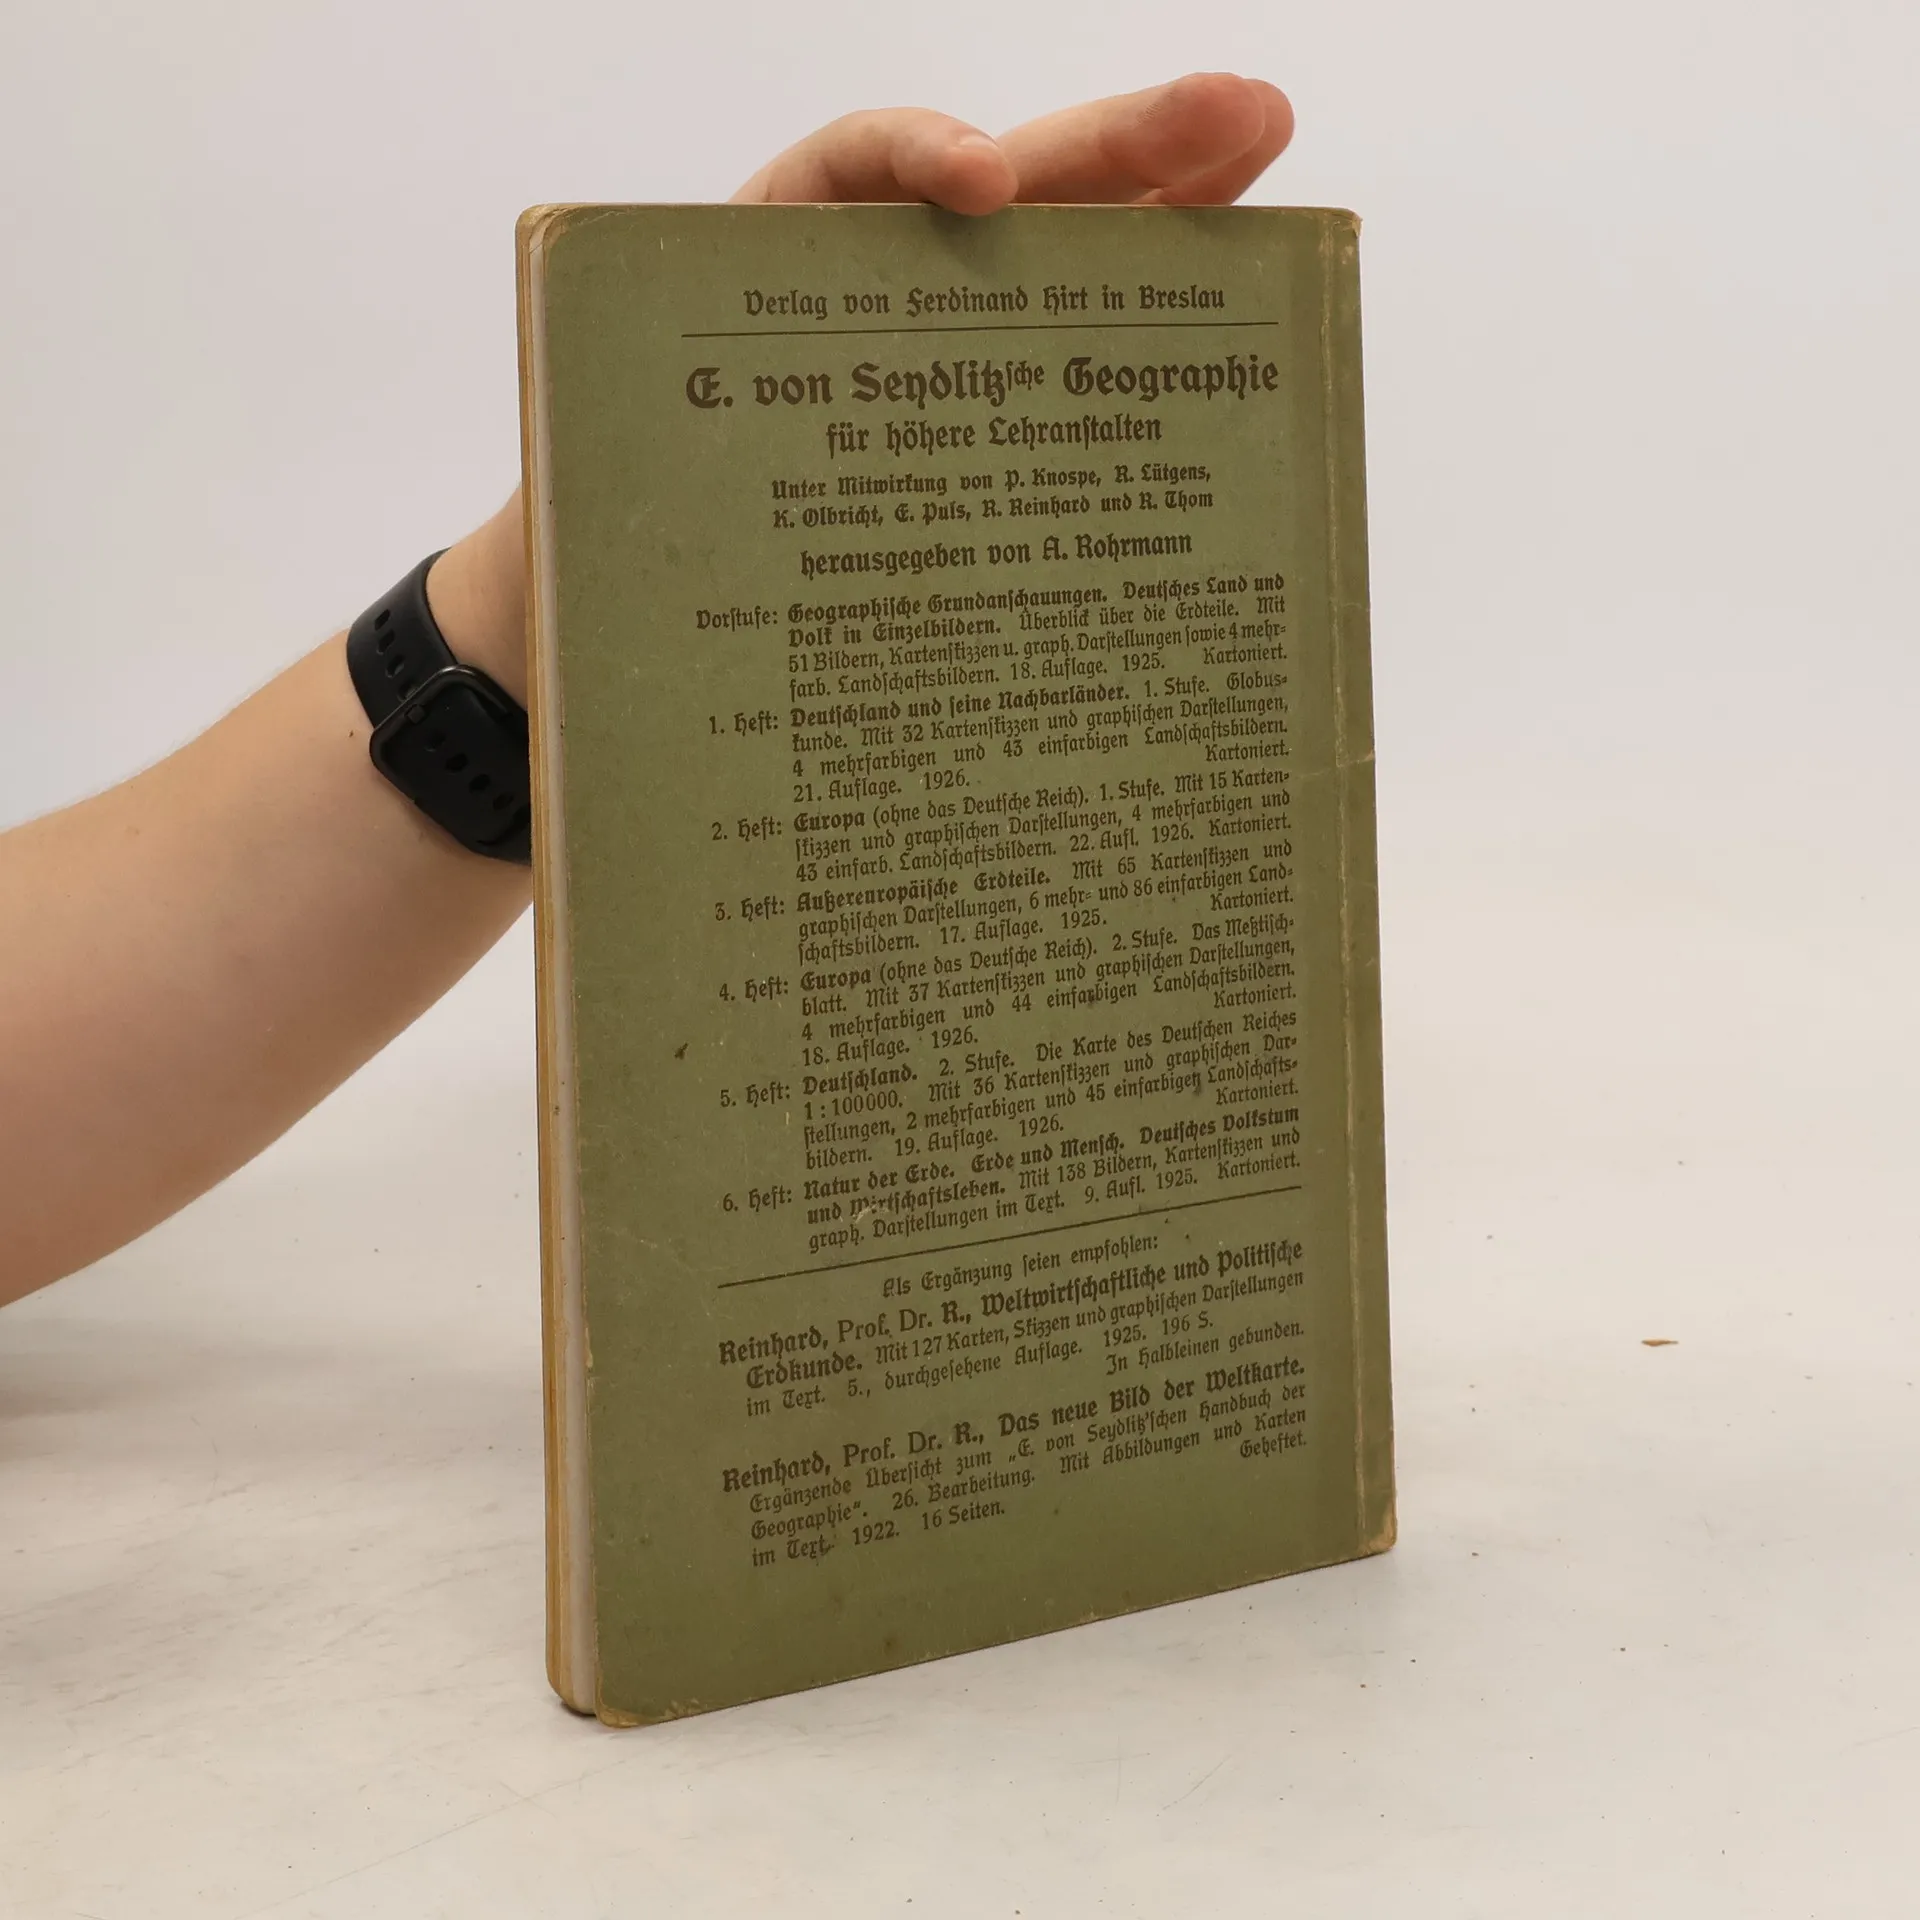 Verlag von Ferdinand Hirt in Breslau
E. von Seydlitzsche Geographie
für höhere Lehranſtalten
Unter Mitwirkung von P. Knospe, R. Lütgens,
K. Olbricht, E. Puls, R. Reinhard und R. Thom
herausgegeben von A. Rohrmann
Vorſtufe: Geographiſche Grundanſchauungen. Deutſches Land und
Volk in Einzelbildern. Überblick über die Erdteile. Mit
51 Bildern, Kartenſkizzen u. graph. Darſtellungen ſowie 4 mehr-
farb. Landſchaftsbildern. 18. Auflage. 1925. Kartoniert.
1. Heft: Deutſchland und ſeine Nachbarländer. 1. Stufe. Globus-
kunde. Mit 32 Kartenſkizzen und graphiſchen Darſtellungen,
4 mehrfarbigen und 43 einfarbigen Landſchaftsbildern.
21. Auflage. 1926. Kartoniert.
2. Heft: Europa (ohne das Deutſche Reich). 1. Stufe. Mit 15 Karten-
ſkizzen und graphiſchen Darſtellungen, 4 mehrfarbigen und
43 einfarb. Landſchaftsbildern. 22. Aufl. 1926. Kartoniert.
3. Heft: Außereuropäiſche Erdteile. Mit 65 Kartenſkizzen und
graphiſchen Darſtellungen, 6 mehr- und 86 einfarbigen Land-
ſchaftsbildern. 17. Auflage. 1925. Kartoniert.
4. Heft: Europa (ohne das Deutſche Reich). 2. Stufe. Das Meßtiſch-
blatt. Mit 37 Kartenſkizzen und graphiſchen Darſtellungen,
4 mehrfarbigen und 44 einfarbigen Landſchaftsbildern.
18. Auflage. 1926. Kartoniert.
5. Heft: Deutſchland. 2. Stufe. Die Karte des Deutſchen Reiches
1 : 100000. Mit 36 Kartenſkizzen und graphiſchen Dar-
ſtellungen, 2 mehrfarbigen und 45 einfarbigen Landſchafts-
bildern. 19. Auflage. 1926. Kartoniert.
6. Heft: Natur der Erde. Erde und Menſch. Deutſches Volkstum
und Wirtſchaftsleben. Mit 138 Bildern, Kartenſkizzen und
graph. Darſtellungen im Text. 9. Aufl. 1925. Kartoniert.
Als Ergänzung ſeien empfohlen:
Reinhard, Prof. Dr. R., Weltwirtſchaftliche und Politiſche
Erdkunde. Mit 127 Karten, Skizzen und graphiſchen Darſtellungen
im Text. 5., durchgeſehene Auflage. 1925. 196 S.
In Halbleinen gebunden.
Reinhard, Prof. Dr. R., Das neue Bild der Weltkarte.
Ergänzende Überſicht zum „E. von Seydlitz'ſchen Handbuch der
Geographie“. 26. Bearbeitung. Mit Abbildungen und Karten
im Text. 1922. 16 Seiten. Geheftet.